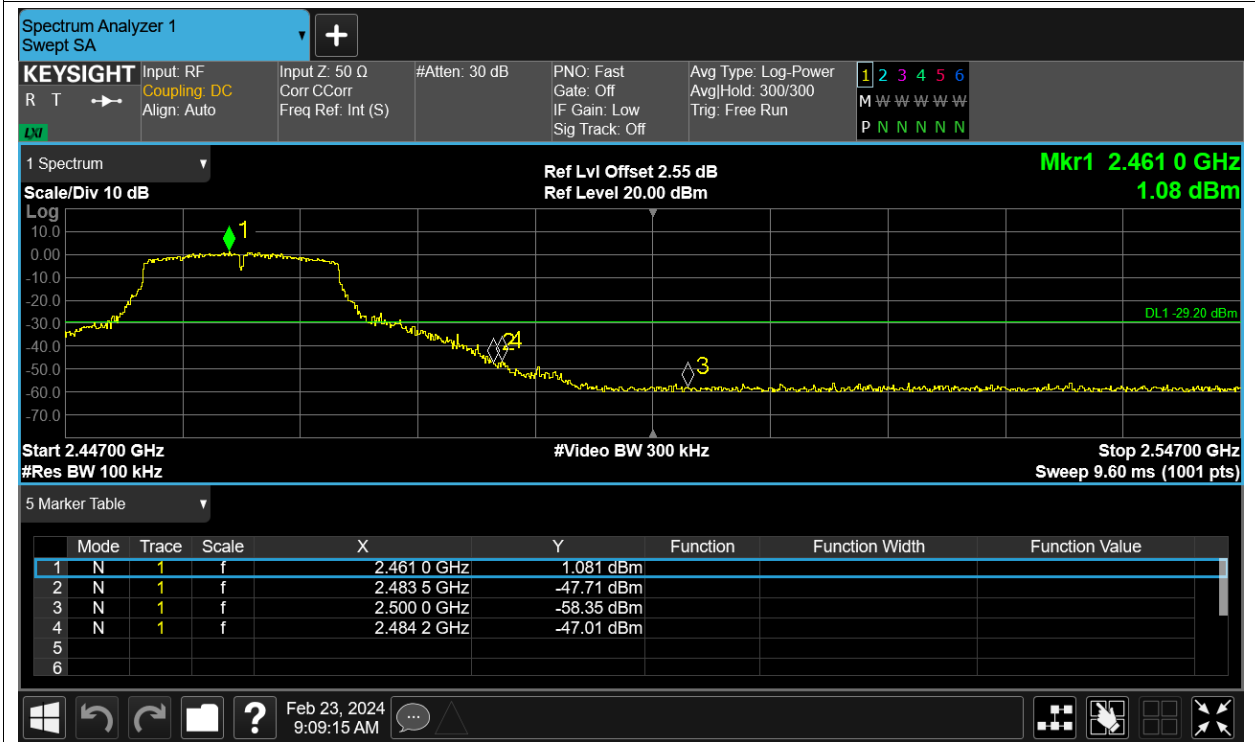 Spectrum Analyzer 1
Swept SA
+
KEYSIGHT
R T
LXI
Input: RF
Coupling: DC
Align: Auto
Input Z: 50 Ω
Corr CCorr
Freq Ref: Int (S)
#Atten: 30 dB
PNO: Fast
Gate: Off
IF Gain: Low
Sig Track: Off
Avg Type: Log-Power
Avg|Hold: 300/300
Trig: Free Run
1 2 3 4 5 6
M W W W W W
P N N N N N
1 Spectrum
Scale/Div 10 dB
Ref Lvl Offset 2.55 dB
Ref Level 20.00 dBm
Mkr1 2.461 0 GHz
1.08 dBm
Log
10.0
0.00
-10.0
-20.0
-30.0
-40.0
-50.0
-60.0
-70.0
1
2 4
3
DL1 -29.20 dBm
Start 2.44700 GHz
#Res BW 100 kHz
#Video BW 300 kHz
Stop 2.54700 GHz
Sweep 9.60 ms (1001 pts)
5 Marker Table
Mode Trace Scale X Y Function Function Width Function Value
1 N 1 f 2.461 0 GHz 1.081 dBm
2 N 1 f 2.483 5 GHz -47.71 dBm
3 N 1 f 2.500 0 GHz -58.35 dBm
4 N 1 f 2.484 2 GHz -47.01 dBm
5
6
?
Feb 23, 2024
9:09:15 AM